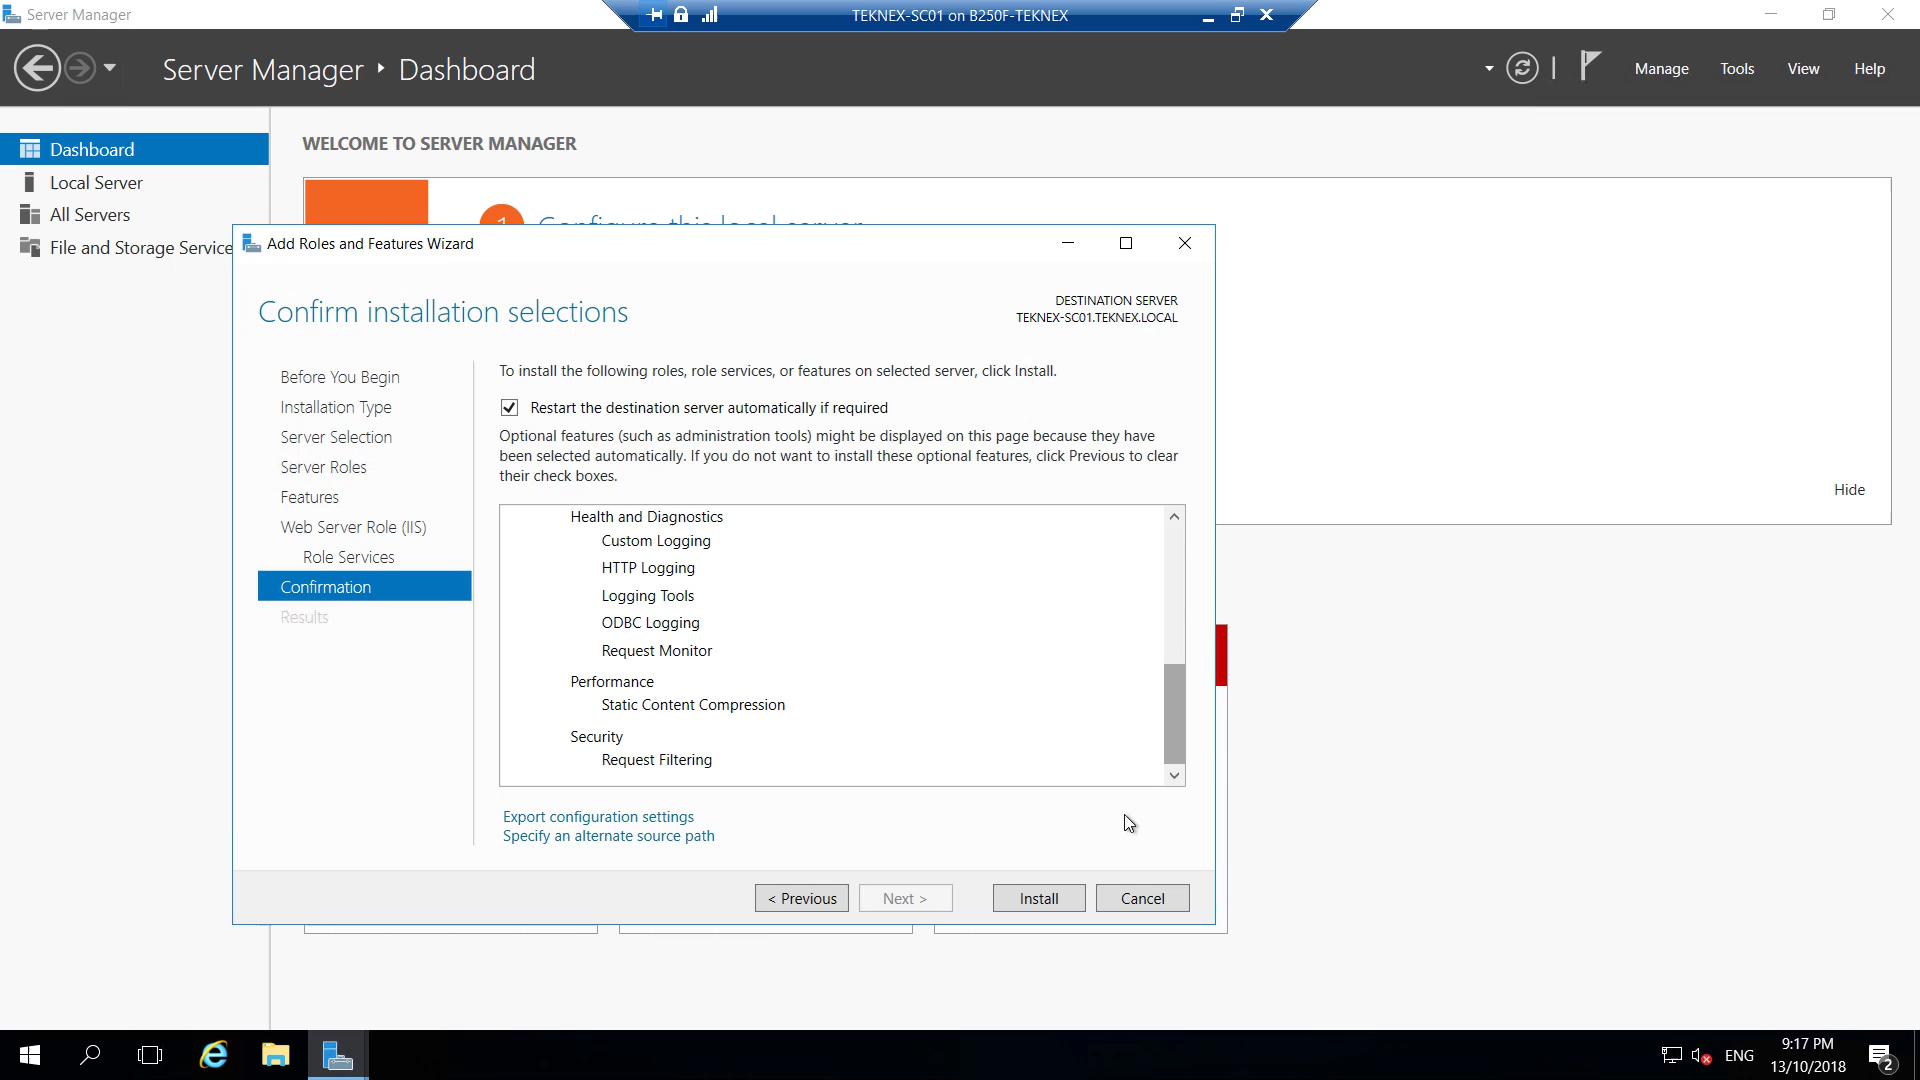 Server Manager
TEKNEX-SC01 on B250F-TEKNEX
Server Manager ‣ Dashboard
Manage
Tools
View
Help
Dashboard
Local Server
All Servers
File and Storage Service
WELCOME TO SERVER MANAGER
1
Configure this local server
Hide
Add Roles and Features Wizard
Confirm installation selections
DESTINATION SERVER
TEKNEX-SC01.TEKNEX.LOCAL
Before You Begin
Installation Type
Server Selection
Server Roles
Features
Web Server Role (IIS)
Role Services
Confirmation
Results
To install the following roles, role services, or features on selected server, click Install.
Restart the destination server automatically if required
Optional features (such as administration tools) might be displayed on this page because they have
been selected automatically. If you do not want to install these optional features, click Previous to clear
their check boxes.
Health and Diagnostics
Custom Logging
HTTP Logging
Logging Tools
ODBC Logging
Request Monitor
Performance
Static Content Compression
Security
Request Filtering
Export configuration settings
Specify an alternate source path
< Previous
Next >
Install
Cancel
ENG
9:17 PM
13/10/2018
2